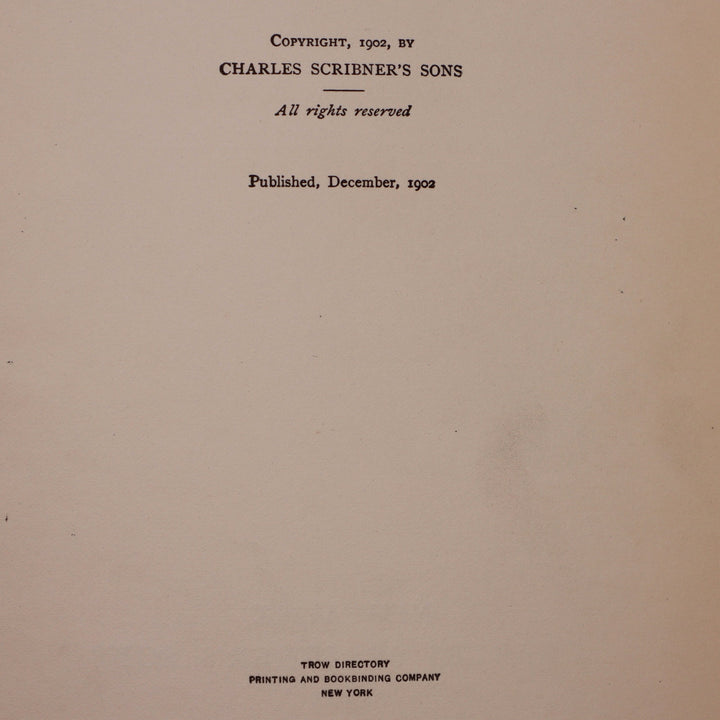 COPYRIGHT, 1902, BY
CHARLES SCRIBNER'S SONS
All rights reserved
Published, December, 1902
TROW DIRECTORY
PRINTING AND BOOKBINDING COMPANY
NEW YORK